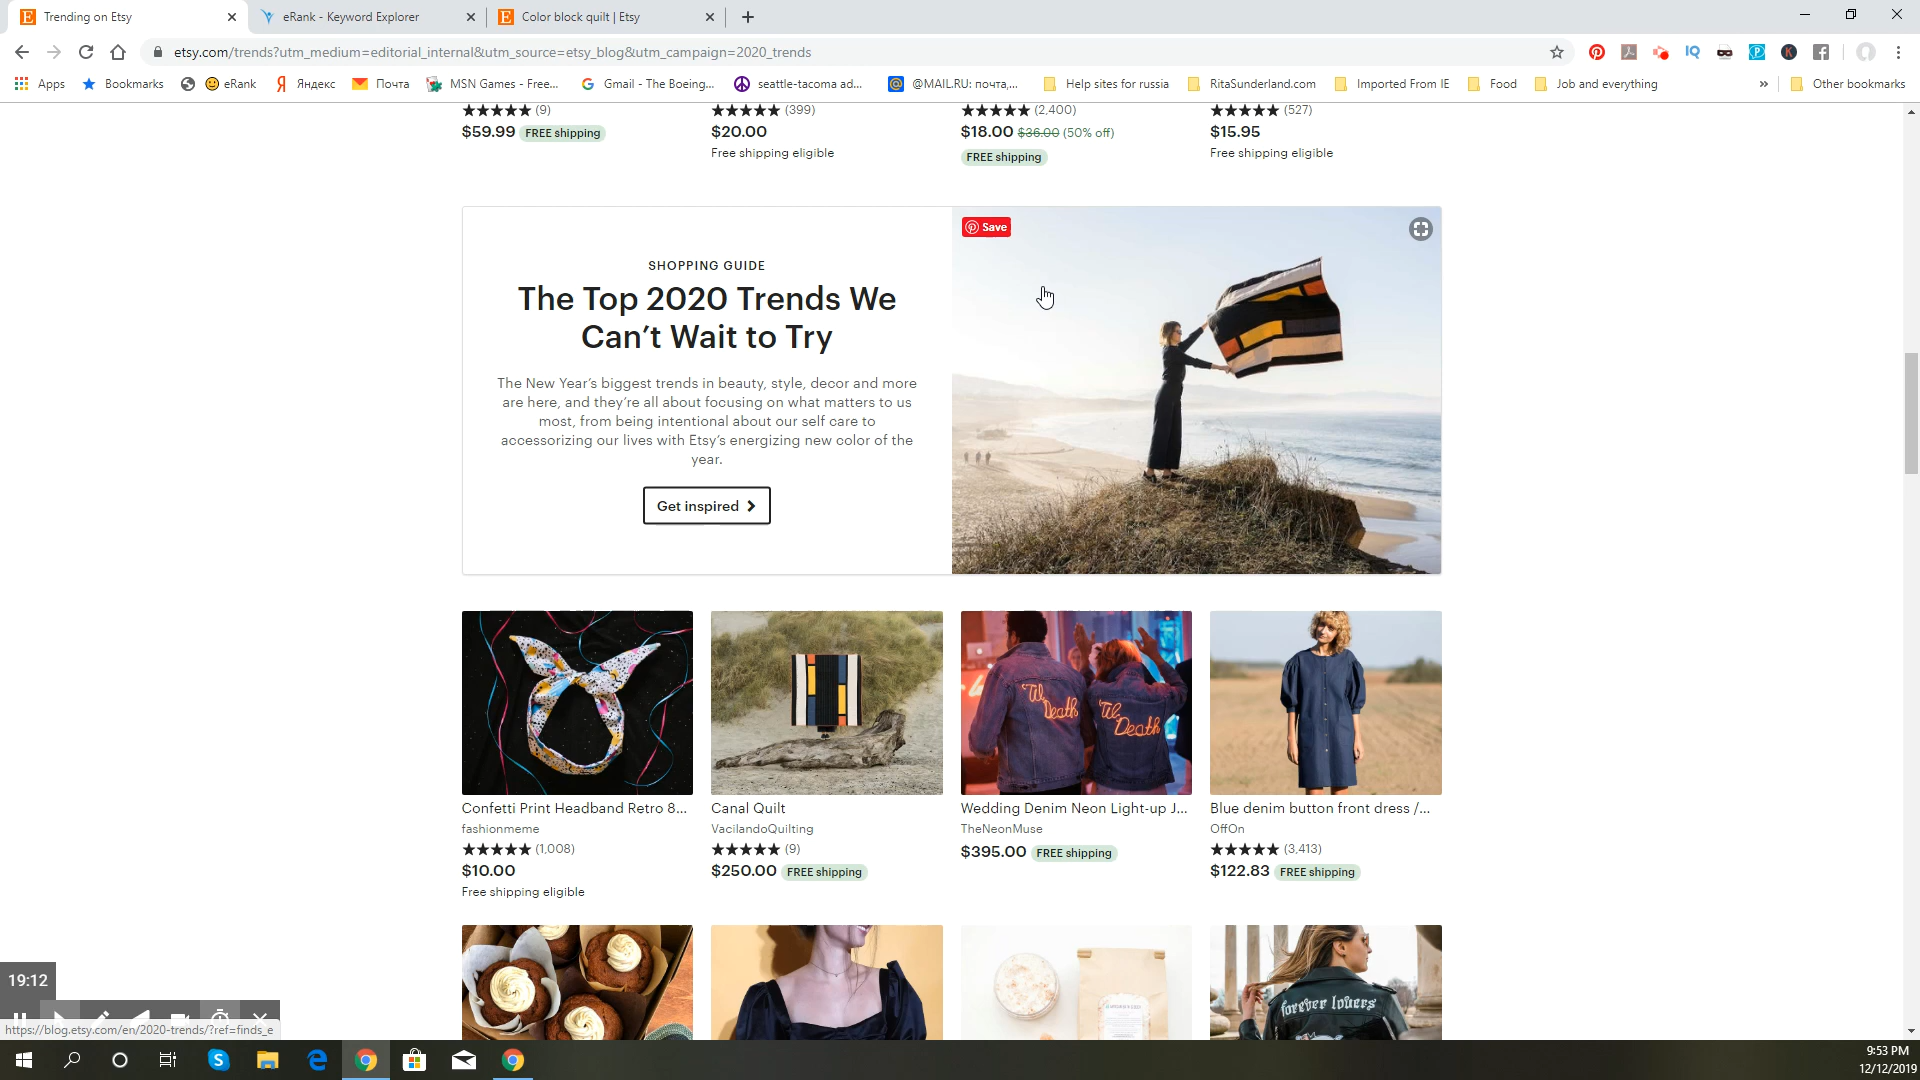 Trending on Etsy
eRank - Keyword Explorer
Color block quilt | Etsy
etsy.com/trends?utm_medium=editorial_internal&utm_source=etsy_blog&utm_campaign=2020_trends
Apps
Bookmarks
eRank
Яндекс
Почта
MSN Games - Free...
Gmail - The Boeing...
seattle-tacoma ad...
@MAIL.RU: почта,...
Help sites for russia
RitaSunderland.com
Imported From IE
Food
Job and everything
Other bookmarks
(9)
$59.99 FREE shipping
(399)
$20.00
Free shipping eligible
(2,400)
$18.00 $36.00 (50% off)
FREE shipping
(527)
$15.95
Free shipping eligible
SHOPPING GUIDE
The Top 2020 Trends We
Can't Wait to Try
The New Year's biggest trends in beauty, style, decor and more
are here, and they're all about focusing on what matters to us
most, from being intentional about our self care to
accessorizing our lives with Etsy's energizing new color of the
year.
Get inspired
Save
'Til Death
'Til Death
Confetti Print Headband Retro 8...
fashionmeme
(1,008)
$10.00
Free shipping eligible
Canal Quilt
VacilandoQuilting
(9)
$250.00 FREE shipping
Wedding Denim Neon Light-up J...
TheNeonMuse
$395.00 FREE shipping
Blue denim button front dress /...
OffOn
(3,413)
$122.83 FREE shipping
forever lovers
19:12
https://blog.etsy.com/en/2020-trends/?ref=finds_e
9:53 PM
12/12/2019